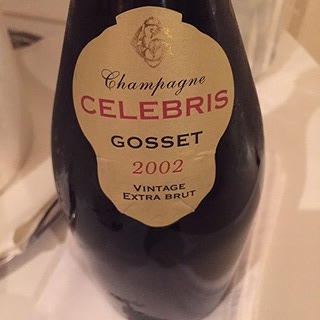 Champagne
CELEBRIS
GOSSET
2002
VINTAGE
EXTRA BRUT